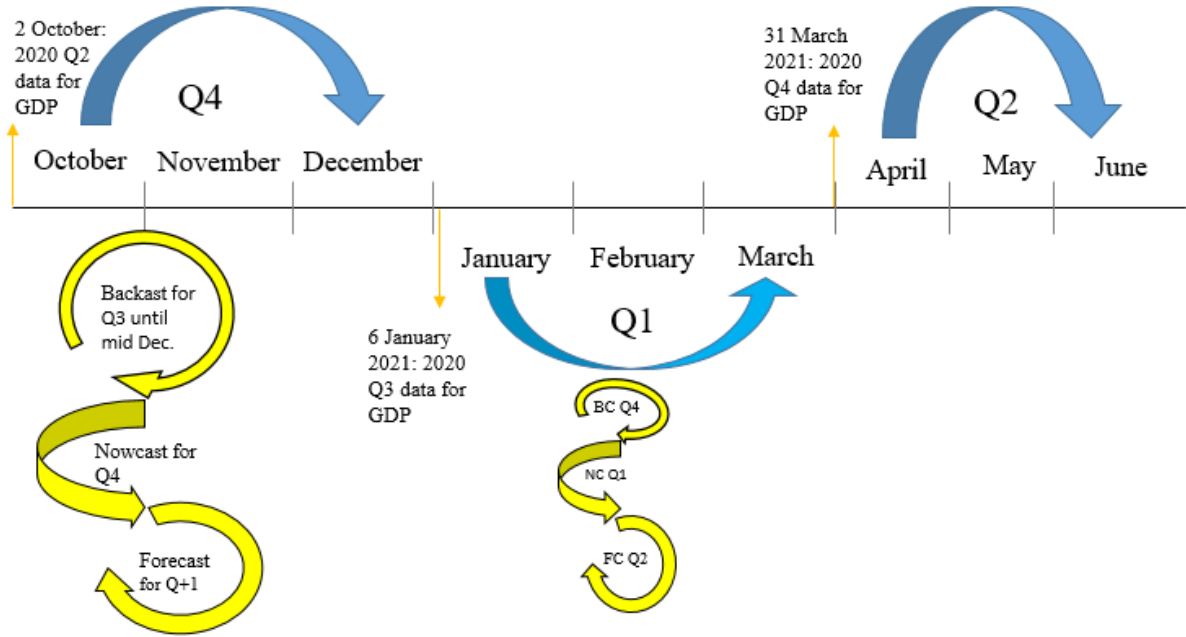 2 October:
2020 Q2
data for
GDP
Q4
October
November
December
31 March
2021: 2020
Q4 data for
GDP
Q2
April
May
June
January
February
March
Q1
6 January
2021: 2020
Q3 data for
GDP
Backast for
Q3 until
mid Dec.
Nowcast for
Q4
Forecast
for Q+1
BC Q4
NC Q1
FC Q2